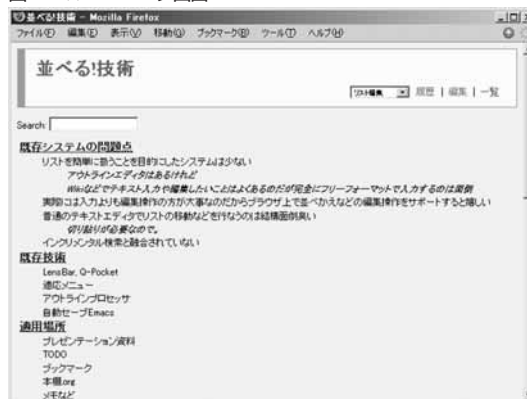 並べる!技術 - Mozilla Firefox
ファイル(F) 編集(E) 表示(V) 移動(G) ブックマーク(B) ツール(T) ヘルプ(H)
並べる!技術
リスト編集 履歴 | 編集 | 一覧
Search:
既存システムの問題点
リストを簡単に扱うことを目的にしたシステムは少ない
アウトラインエディタはあるけれど
Wikiなどでテキスト入力や編集したいことはよくあるのだが完全にフリーフォーマットで入力するのは面倒
実際には入力よりも編集操作の方が大事なのだからブラウザ上で並べかえなどの編集操作をサポートすると嬉しい
普通のテキストエディタでリストの移動などを行なうのは結構面倒臭い
切り貼りが必要なので。
インクリメンタル検索と融合されていない
既存技術
LensBar, Q-Pocket
適応メニュー
アウトラインプロセッサ
自動セーブEmacs
適用場所
プレゼンテーション資料
TODO
ブックマーク
本棚.org
メモなど